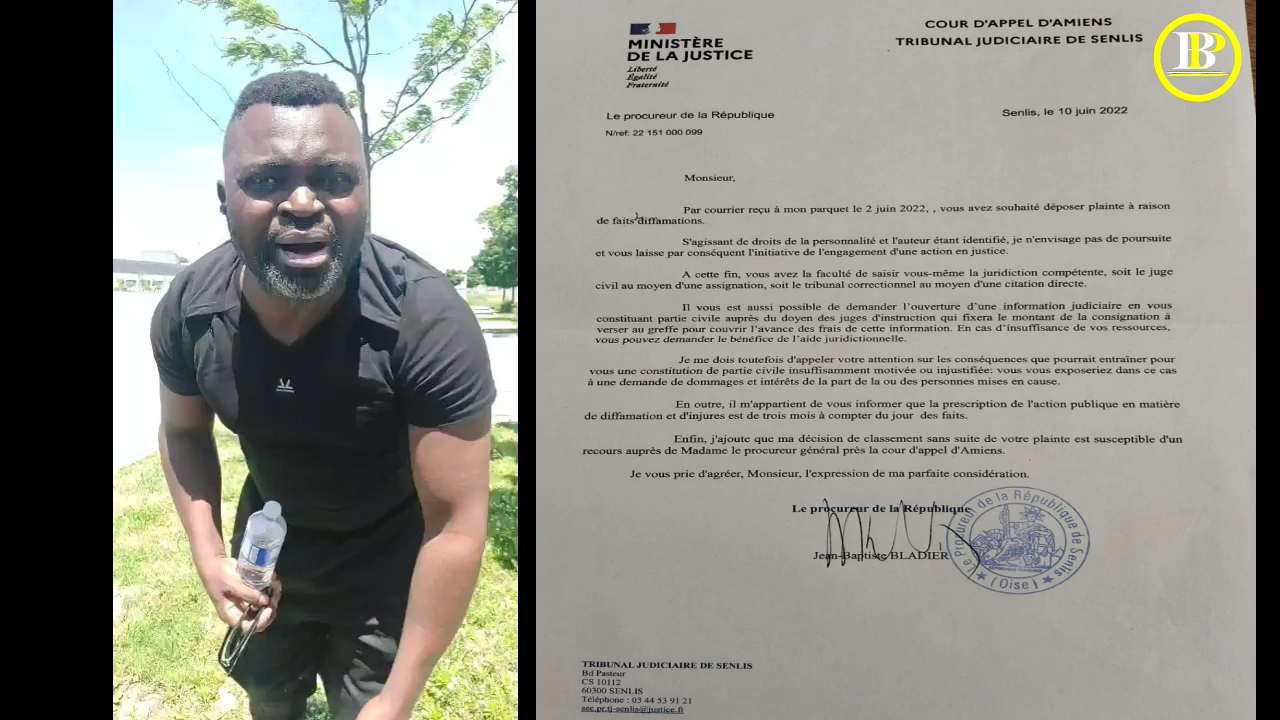 MINISTÈRE
DE LA JUSTICE
Liberté
Égalité
Fraternité
COUR D'APPEL D'AMIENS
TRIBUNAL JUDICIAIRE DE SENLIS
BP
Le procureur de la République
N/ref: 22 151 000 099
Senlis, le 10 juin 2022
Monsieur,
Par courrier reçu à mon parquet le 2 juin 2022, , vous avez souhaité déposer plainte à raison
de faits diffamations.
S'agissant de droits de la personnalité et l'auteur étant identifié, je n'envisage pas de poursuite
et vous laisse par conséquent l'initiative de l'engagement d'une action en justice.
A cette fin, vous avez la faculté de saisir vous-même la juridiction compétente, soit le juge
civil au moyen d'une assignation, soit le tribunal correctionnel au moyen d'une citation directe.
Il vous est aussi possible de demander l'ouverture d'une information judiciaire en vous
constituant partie civile auprès du doyen des juges d'instruction qui fixera le montant de la consignation à
verser au greffe pour couvrir l'avance des frais de cette information. En cas d'insuffisance de vos ressources,
vous pouvez demander le bénéfice de l'aide juridictionnelle.
Je me dois toutefois d'appeler votre attention sur les conséquences que pourrait entraîner pour
vous une constitution de partie civile insuffisamment motivée ou injustifiée: vous vous exposeriez dans ce cas
à une demande de dommages et intérêts de la part de la ou des personnes mises en cause.
En outre, il m'appartient de vous informer que la prescription de l'action publique en matière
de diffamation et d'injures est de trois mois à compter du jour des faits.
Enfin, j'ajoute que ma décision de classement sans suite de votre plainte est susceptible d'un
recours auprès de Madame le procureur général près la cour d'appel d'Amiens.
Je vous prie d'agréer, Monsieur, l'expression de ma parfaite considération.
Le procureur de la République
Jean-Baptiste BLADIER
Le Procureur de la République de Senlis
(Oise)
TRIBUNAL JUDICIAIRE DE SENLIS
Bd Pasteur
CS 10112
60300 SENLIS
Téléphone : 03 44 53 91 21
sec.pr.tj-senlis@justice.fr